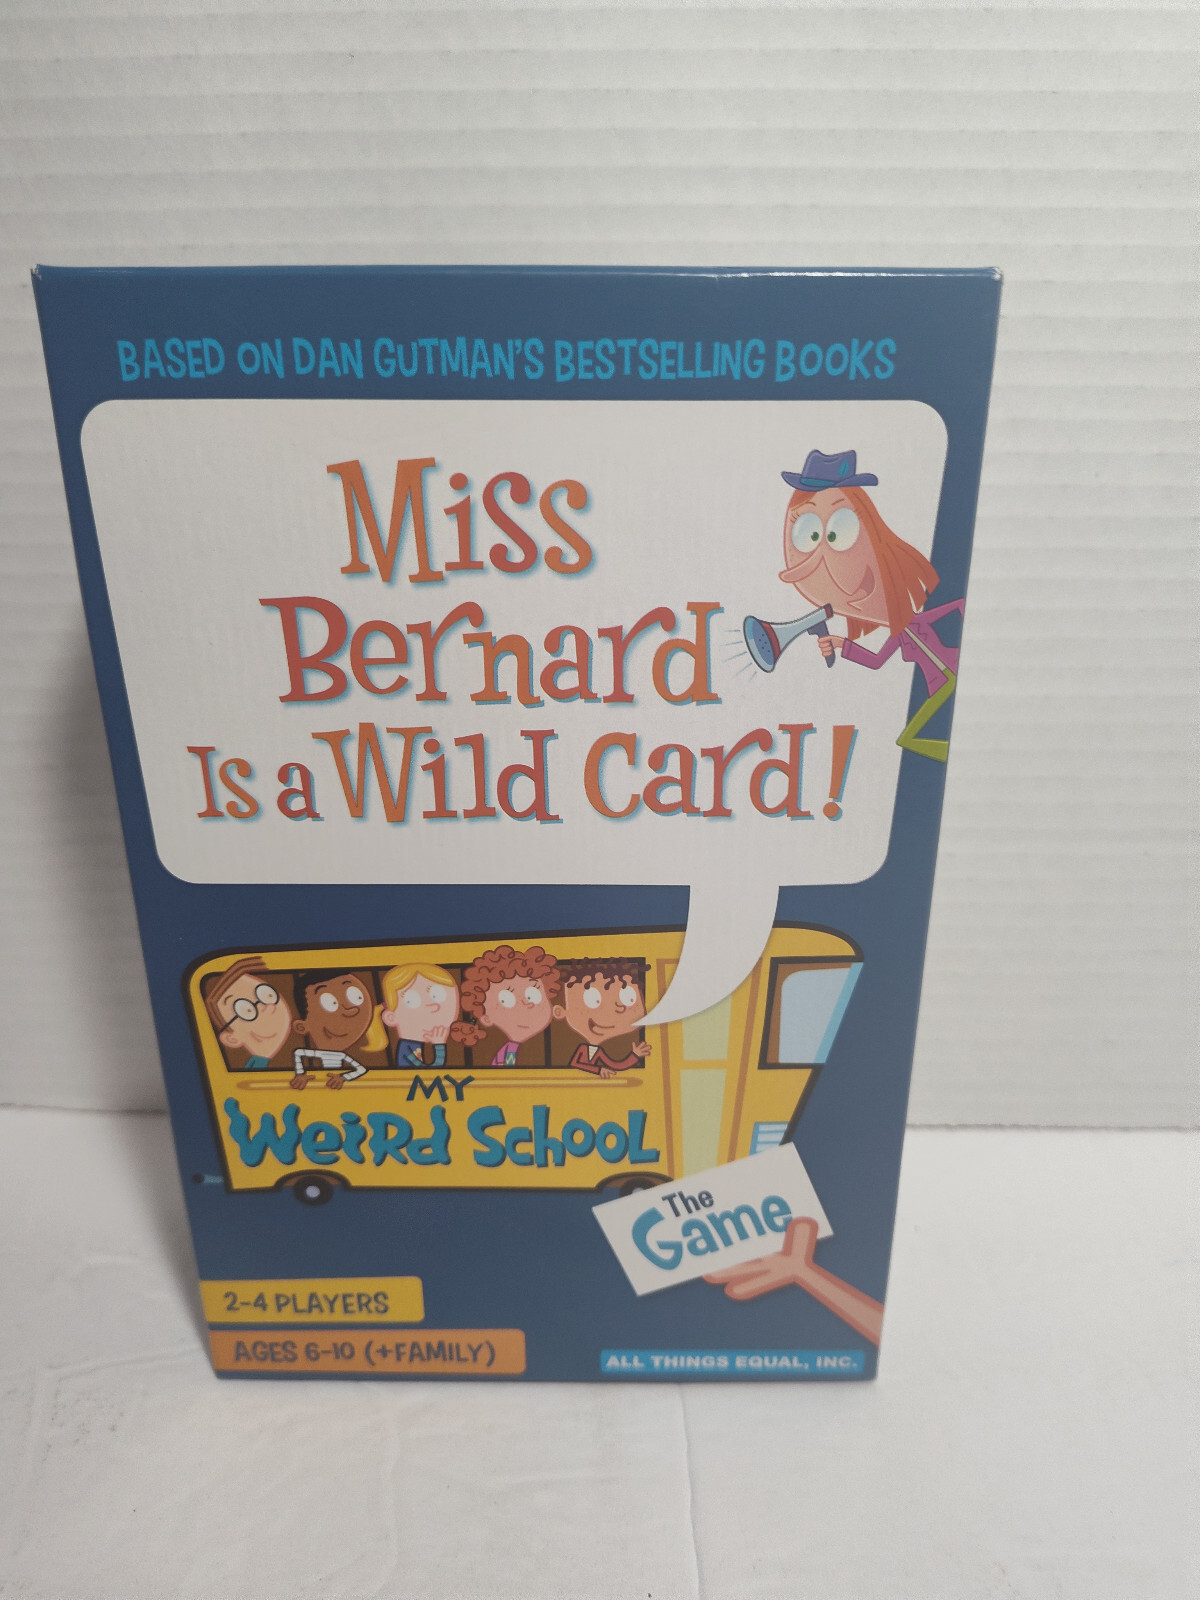 BASED ON DAN GUTMAN'S BESTSELLING BOOKS
Miss
Bernard
Is a Wild Card!
MY
Weird School
The
Game
2-4 PLAYERS
AGES 6-10 (+FAMILY)
ALL THINGS EQUAL, INC.